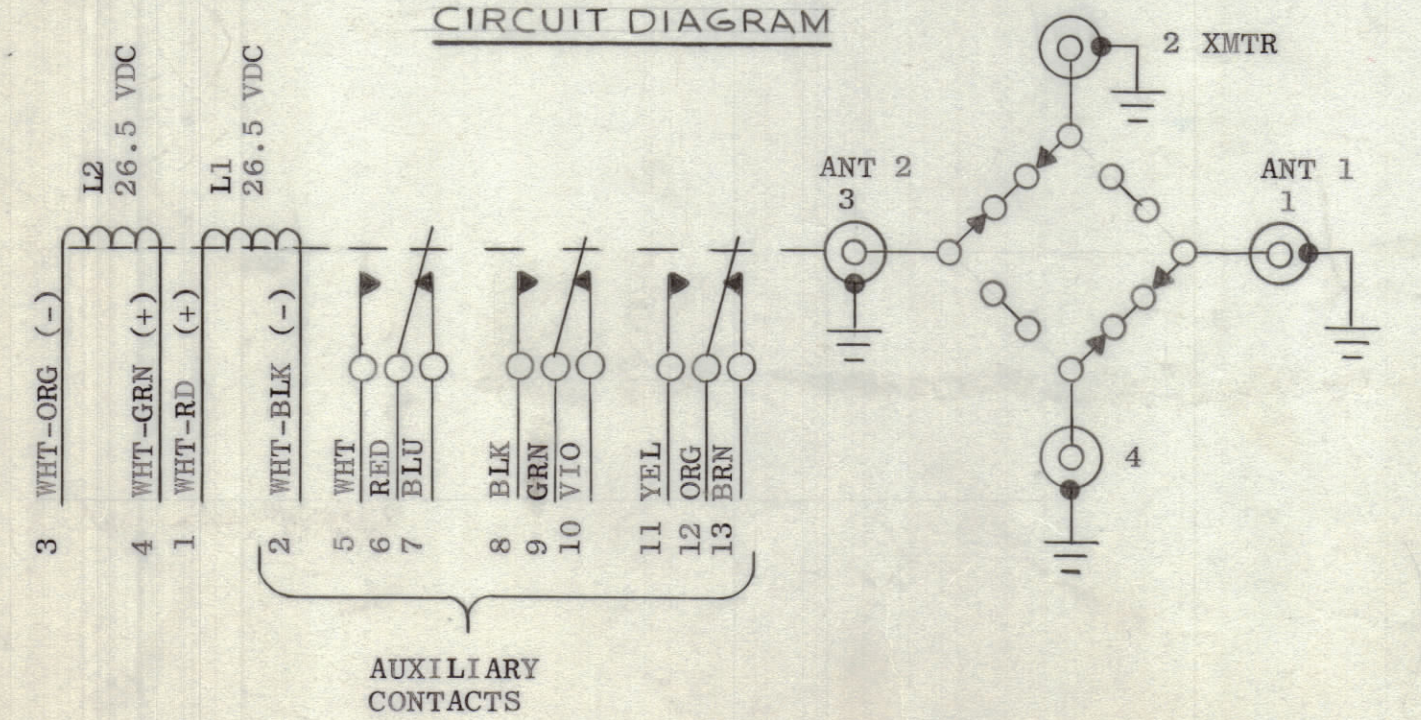 CIRCUIT DIAGRAM
L2
26.5 VDC
L1
26.5 VDC
2 XMTR
ANT 2
3
ANT 1
1
4
WHT-ORG (-)
WHT-GRN (+)
WHT-RD (+)
WHT-BLK (-)
WHT
RED
BLU
BLK
GRN
VIO
YEL
ORG
BRN
3
4
1
2
5
6
7
8
9
10
11
12
13
AUXILIARY
CONTACTS